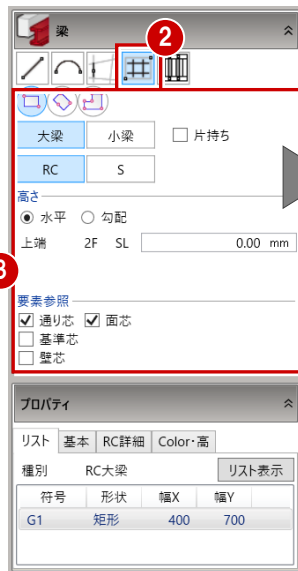 梁
2
大梁 小梁 片持ち
RC S
高さ
水平 勾配
上端 2F SL 0.00 mm
3
要素参照
通り芯 面芯
基準芯
壁芯
プロパティ
リスト 基本 RC詳細 Color・高
種別 RC大梁 リスト表示
符号 形状 幅X 幅Y
G1 矩形 400 700